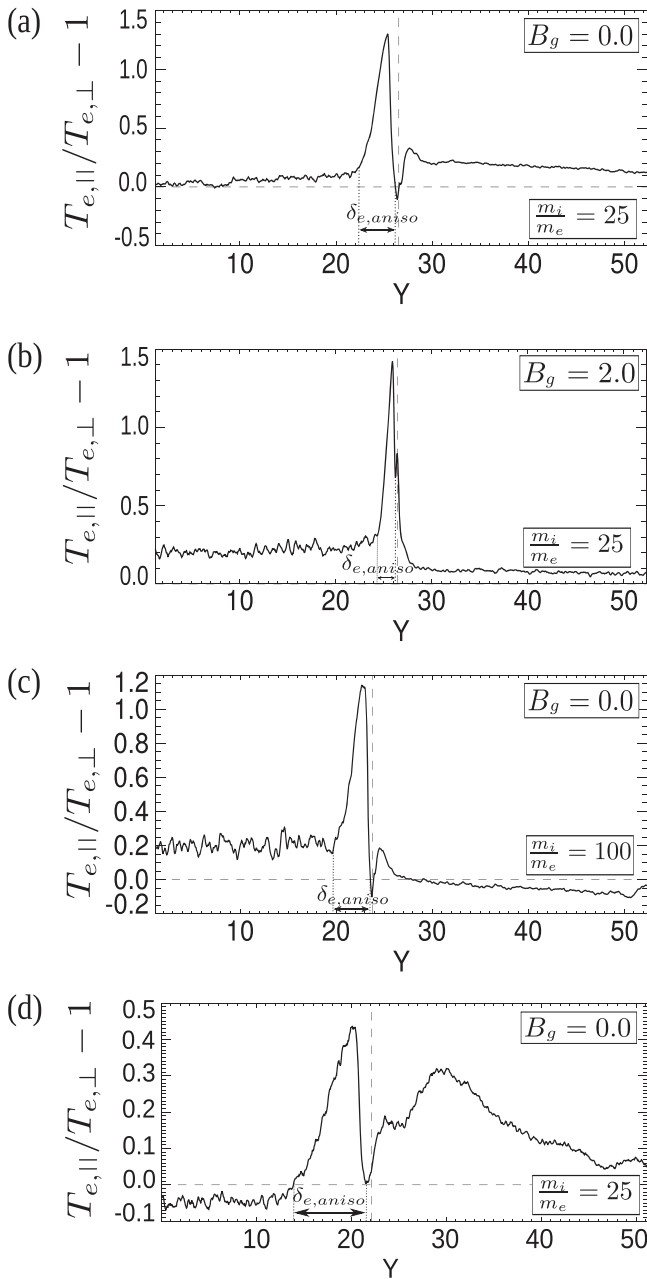 (a)
1.5
1.0
0.5
0.0
-0.5
T_{e,||}/T_{e,⊥} − 1
B_g = 0.0
δ_{e,aniso}
m_i/m_e = 25
10 20 30 40 50
Y
(b)
1.5
1.0
0.5
0.0
T_{e,||}/T_{e,⊥} − 1
B_g = 2.0
δ_{e,aniso}
m_i/m_e = 25
10 20 30 40 50
Y
(c)
1.2
1.0
0.8
0.6
0.4
0.2
0.0
-0.2
T_{e,||}/T_{e,⊥} − 1
B_g = 0.0
δ_{e,aniso}
m_i/m_e = 100
10 20 30 40 50
Y
(d)
0.5
0.4
0.3
0.2
0.1
0.0
-0.1
T_{e,||}/T_{e,⊥} − 1
B_g = 0.0
δ_{e,aniso}
m_i/m_e = 25
10 20 30 40 50
Y